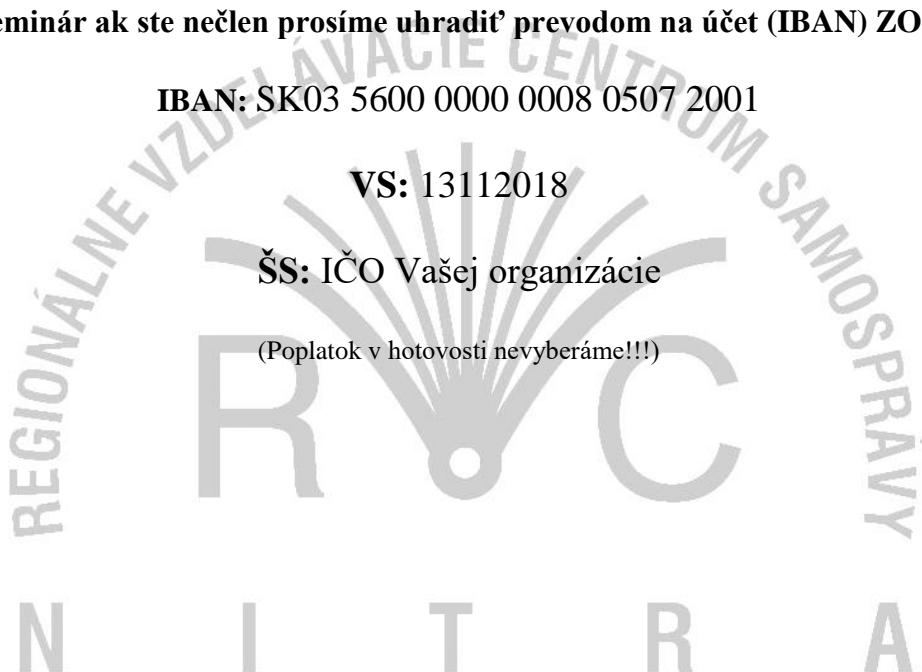 eminár ak ste nečlen prosíme uhradiť prevodom na účet (IBAN) ZO
IBAN: SK03 5600 0000 0008 0507 2001
VS: 13112018
ŠS: IČO Vašej organizácie
(Poplatok v hotovosti nevyberáme!!!)
REGIONÁLNE VZDELÁVACIE CENTRUM SAMOSPRÁVY
R C
N I T R A